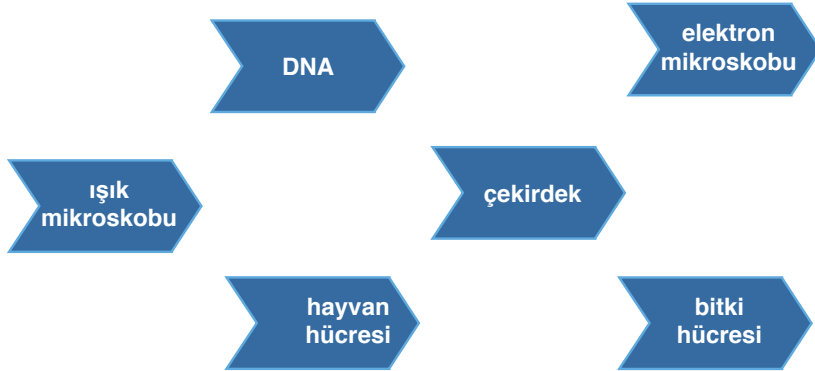 DNA
elektron
mikroskobu
ışık
mikroskobu
çekirdek
hayvan
hücresi
bitki
hücresi